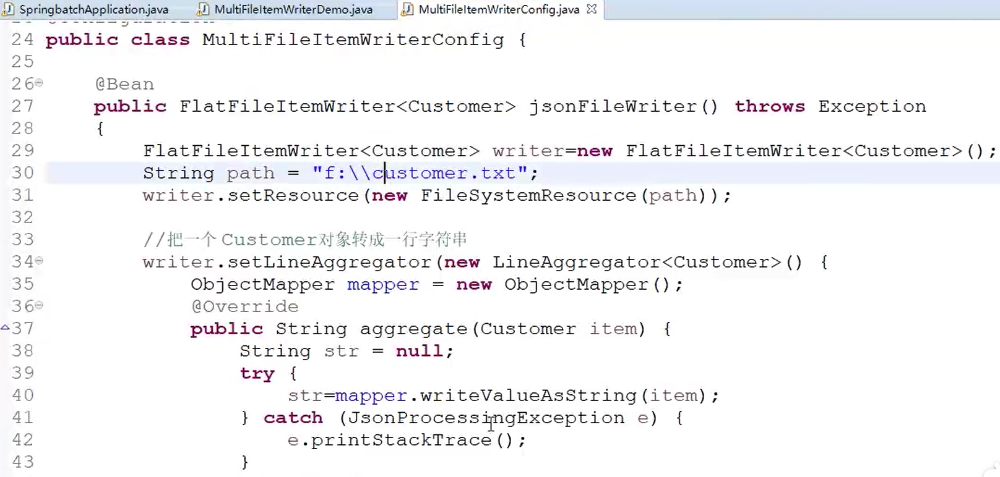 SpringbatchApplication.java MultiFileItemWriterDemo.java MultiFileItemWriterConfig.java
24 public class MultiFileItemWriterConfig {
25
26 @Bean
27 public FlatFileItemWriter<Customer> jsonFileWriter() throws Exception
28 {
29 FlatFileItemWriter<Customer> writer=new FlatFileItemWriter<Customer>();
30 String path = "f:\\customer.txt";
31 writer.setResource(new FileSystemResource(path));
32
33 //把一个Customer对象转成一行字符串
34 writer.setLineAggregator(new LineAggregator<Customer>() {
35 ObjectMapper mapper = new ObjectMapper();
36 @Override
37 public String aggregate(Customer item) {
38 String str = null;
39 try {
40 str=mapper.writeValueAsString(item);
41 } catch (JsonProcessingException e) {
42 e.printStackTrace();
43 }